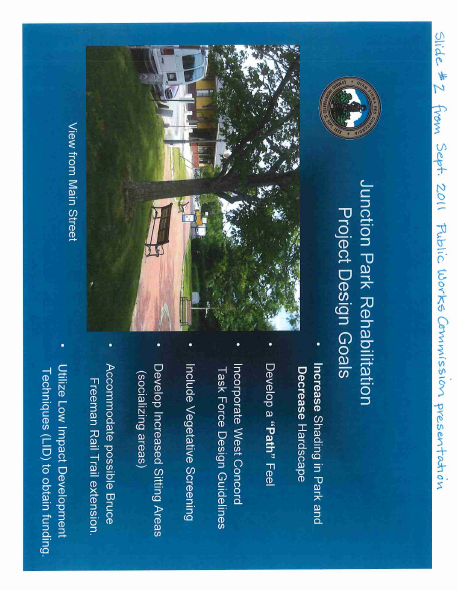 Slide #2 from Sept. 2011 Public Works Commission presentation
Junction Park Rehabilitation
Project Design Goals
View from Main Street
• Increase Shading in Park and
Decrease Hardscape
• Develop a "Path" Feel
• Incorporate West Concord
Task Force Design Guidelines
• Include Vegetative Screening
• Develop Increased Sitting Areas
(socializing areas)
• Accommodate possible Bruce
Freeman Rail Trail extension.
• Utilize Low Impact Development
Techniques (LID) to obtain funding.